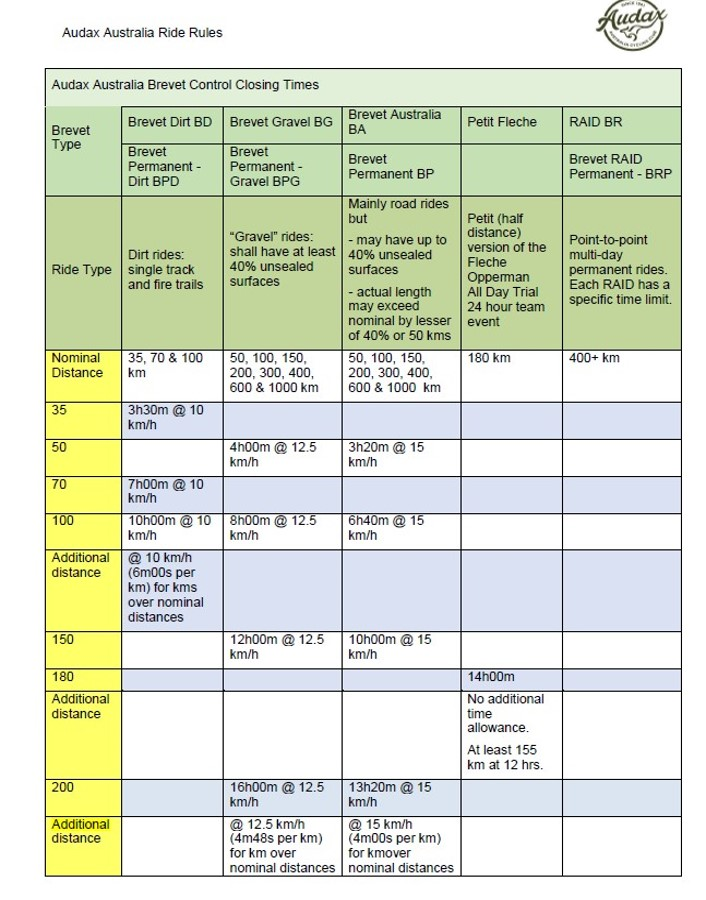 Audax Australia Ride Rules
Audax
Audax Australia Brevet Control Closing Times
Brevet
Type
Brevet Dirt BD
Brevet Gravel BG
Brevet Australia
BA
Petit Fleche
RAID BR
Brevet
Permanent -
Dirt BPD
Brevet
Permanent -
Gravel BPG
Brevet
Permanent BP
Brevet RAID
Permanent - BRP
Ride Type
Dirt rides:
single track
and fire trails
“Gravel” rides:
shall have at least
40% unsealed
surfaces
Mainly road rides
but
- may have up to
40% unsealed
surfaces
- actual length
may exceed
nominal by lesser
of 40% or 50 kms
Petit (half
distance)
version of the
Fleche
Opperman
All Day Trial
24 hour team
event
Point-to-point
multi-day
permanent rides.
Each RAID has a
specific time limit.
Nominal
Distance
35, 70 & 100
km
50, 100, 150,
200, 300, 400,
600 & 1000 km
50, 100, 150,
200, 300, 400,
600 & 1000 km
180 km
400+ km
35
3h30m @ 10
km/h
50
4h00m @ 12.5
km/h
3h20m @ 15
km/h
70
7h00m @ 10
km/h
100
10h00m @ 10
km/h
8h00m @ 12.5
km/h
6h40m @ 15
km/h
Additional
distance
@ 10 km/h
(6m00s per
km) for kms
over nominal
distances
150
12h00m @ 12.5
km/h
10h00m @ 15
km/h
180
14h00m
Additional
distance
No additional
time
allowance.
At least 155
km at 12 hrs.
200
16h00m @ 12.5
km/h
13h20m @ 15
km/h
Additional
distance
@ 12.5 km/h
(4m48s per km)
for km over
nominal distances
@ 15 km/h
(4m00s per km)
for kmover
nominal distances